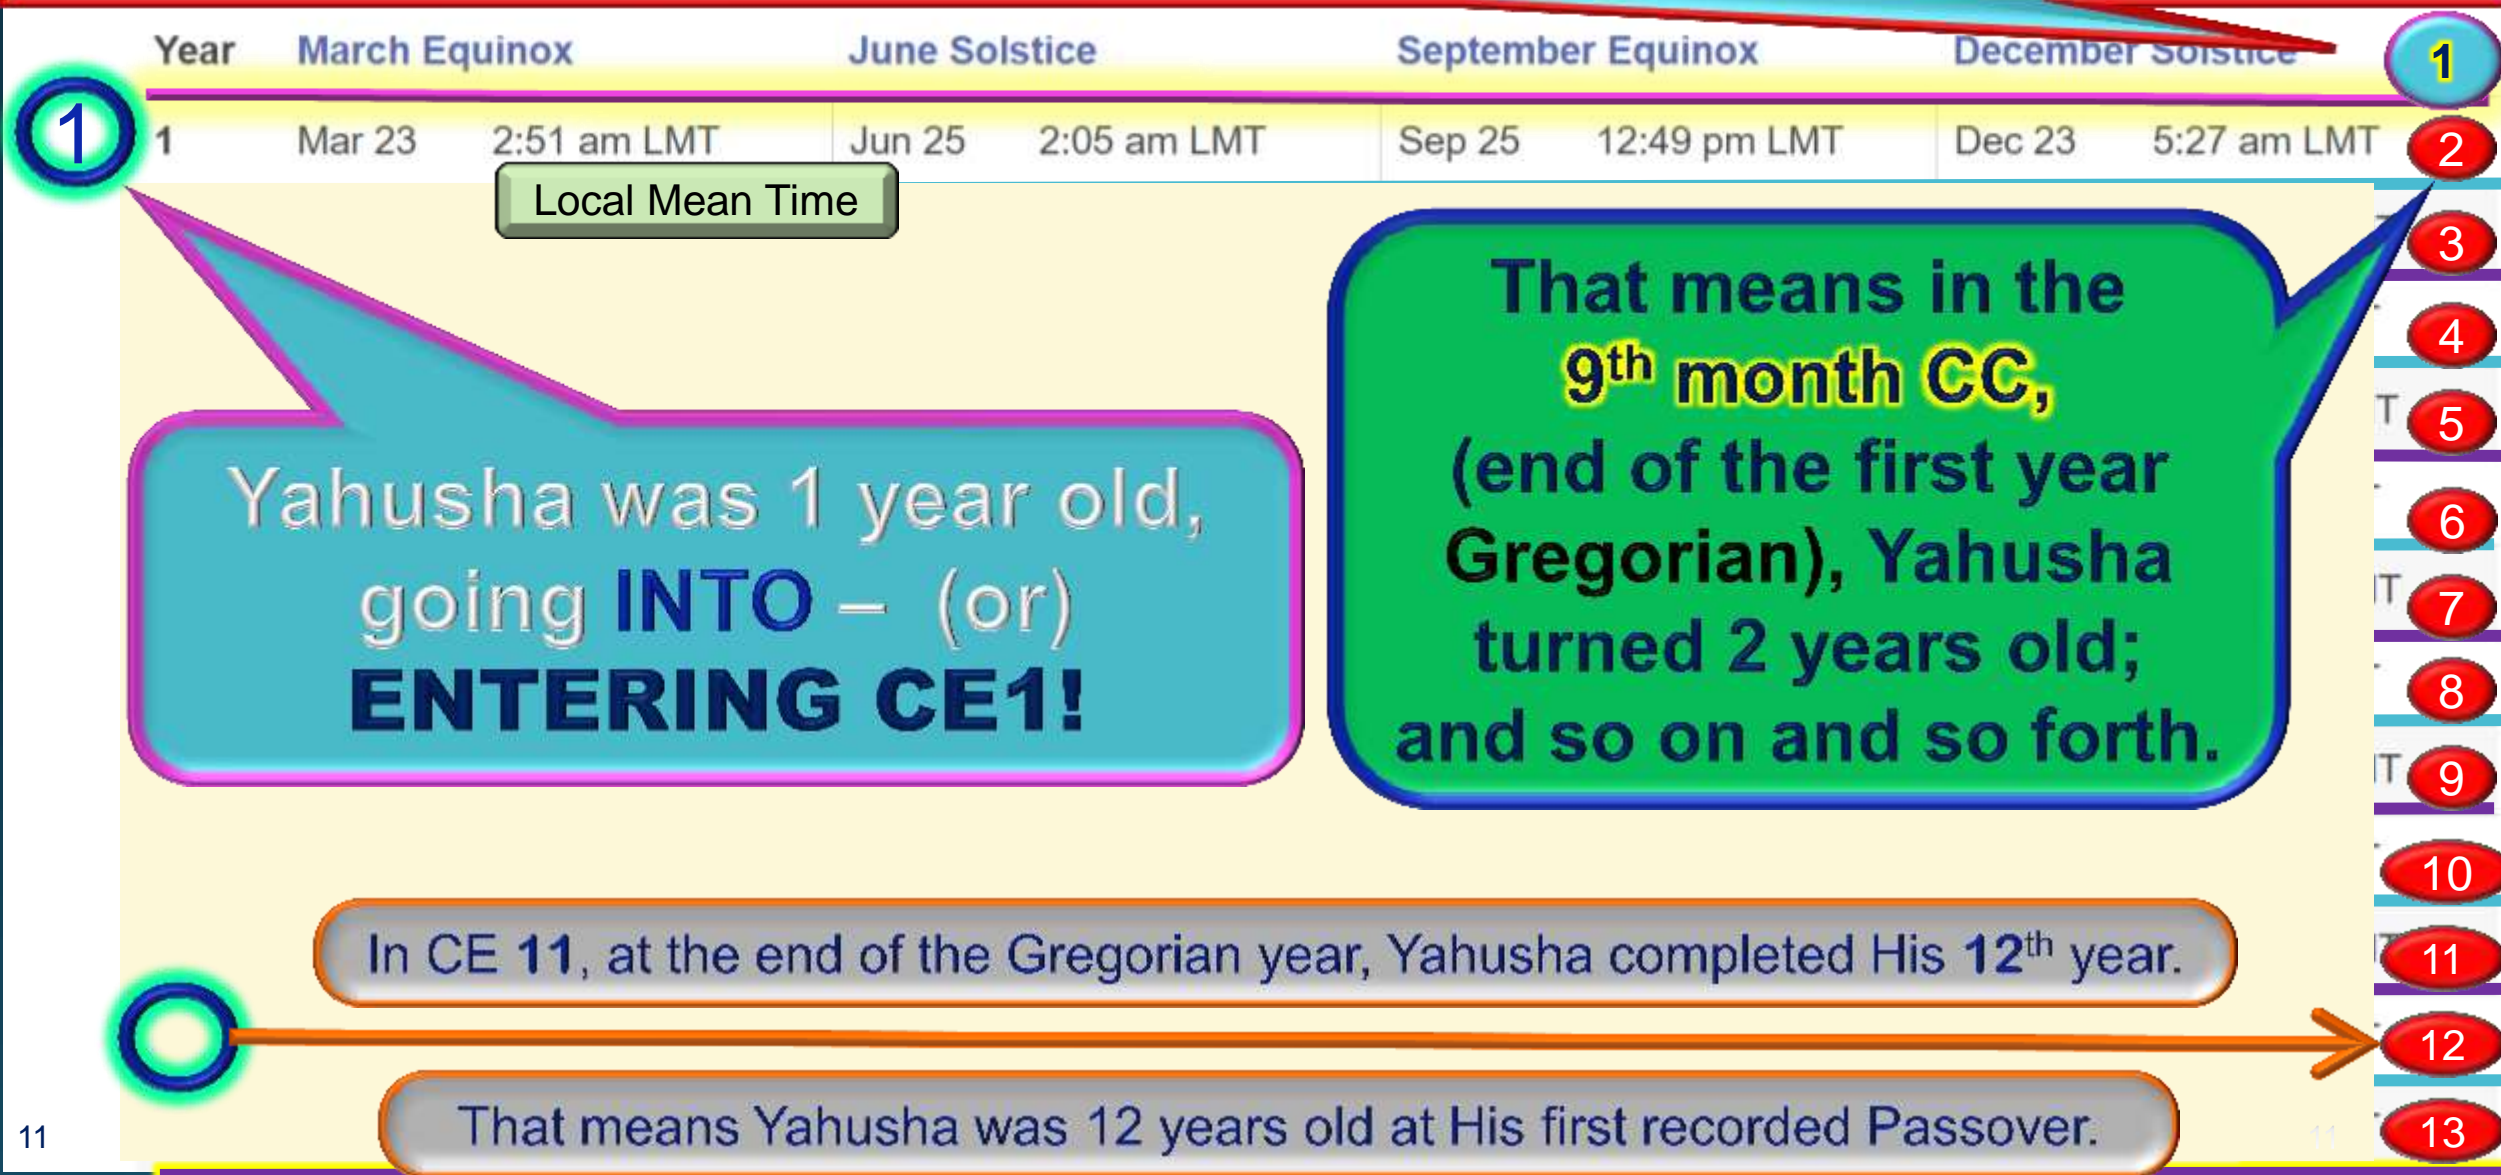 Year March Equinox June Solstice September Equinox December Solstice 1
1 1 Mar 23 2:51 am LMT Jun 25 2:05 am LMT Sep 25 12:49 pm LMT Dec 23 5:27 am LMT 2
Local Mean Time
3
That means in the
9th month CC,
(end of the first year
Gregorian), Yahusha
turned 2 years old;
and so on and so forth.
4
T 5
Yahusha was 1 year old,
going INTO – (or)
ENTERING CE1!
6
IT 7
8
IT 9
10
In CE 11, at the end of the Gregorian year, Yahusha completed His 12th year.
11
12
That means Yahusha was 12 years old at His first recorded Passover.
13
11